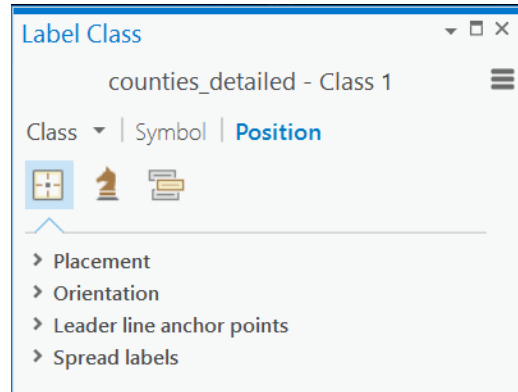 Label Class
counties_detailed - Class 1
Class | Symbol | Position
Placement
Orientation
Leader line anchor points
Spread labels